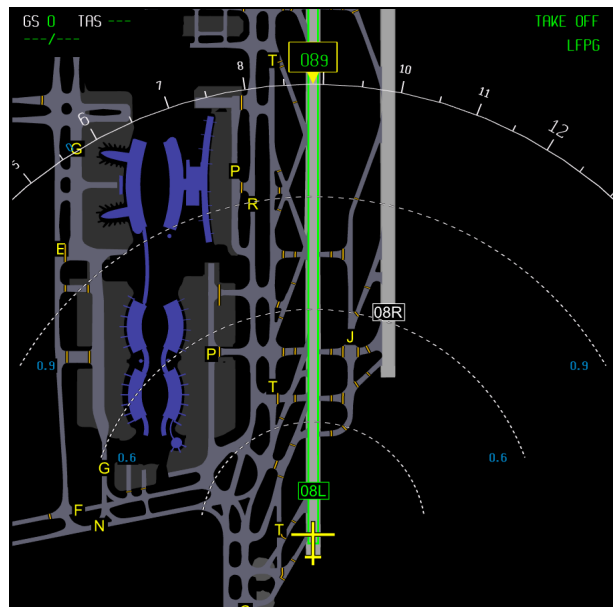 GS 0 TAS ---
---/---
TAKE OFF
LFPG
089
T
8
10
7
11
6
12
5
G
P
R
E
08R
J
P
0.9
0.9
T
0.6
0.6
G
08L
F
N
T